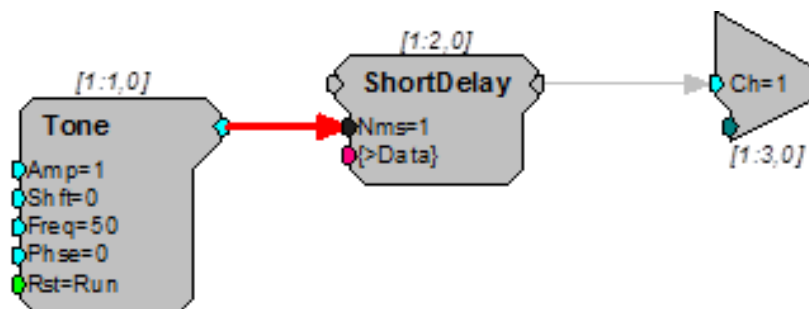 [1:1,0]
Tone
Amp=1
Shft=0
Freq=50
Phse=0
Rst=Run
[1:2,0]
ShortDelay
Nms=1
{>Data}
Ch=1
[1:3,0]